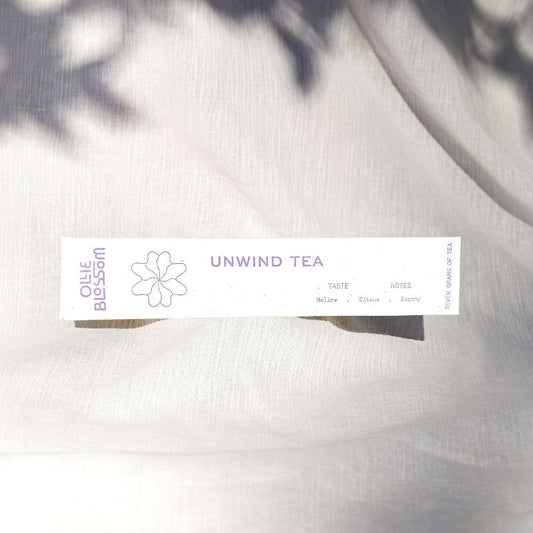 OLLIE
BLOSSOM
UNWIND TEA
. TASTE NOTES
Mellow . Citrus . Earthy
SEVEN GRAMS OF TEA